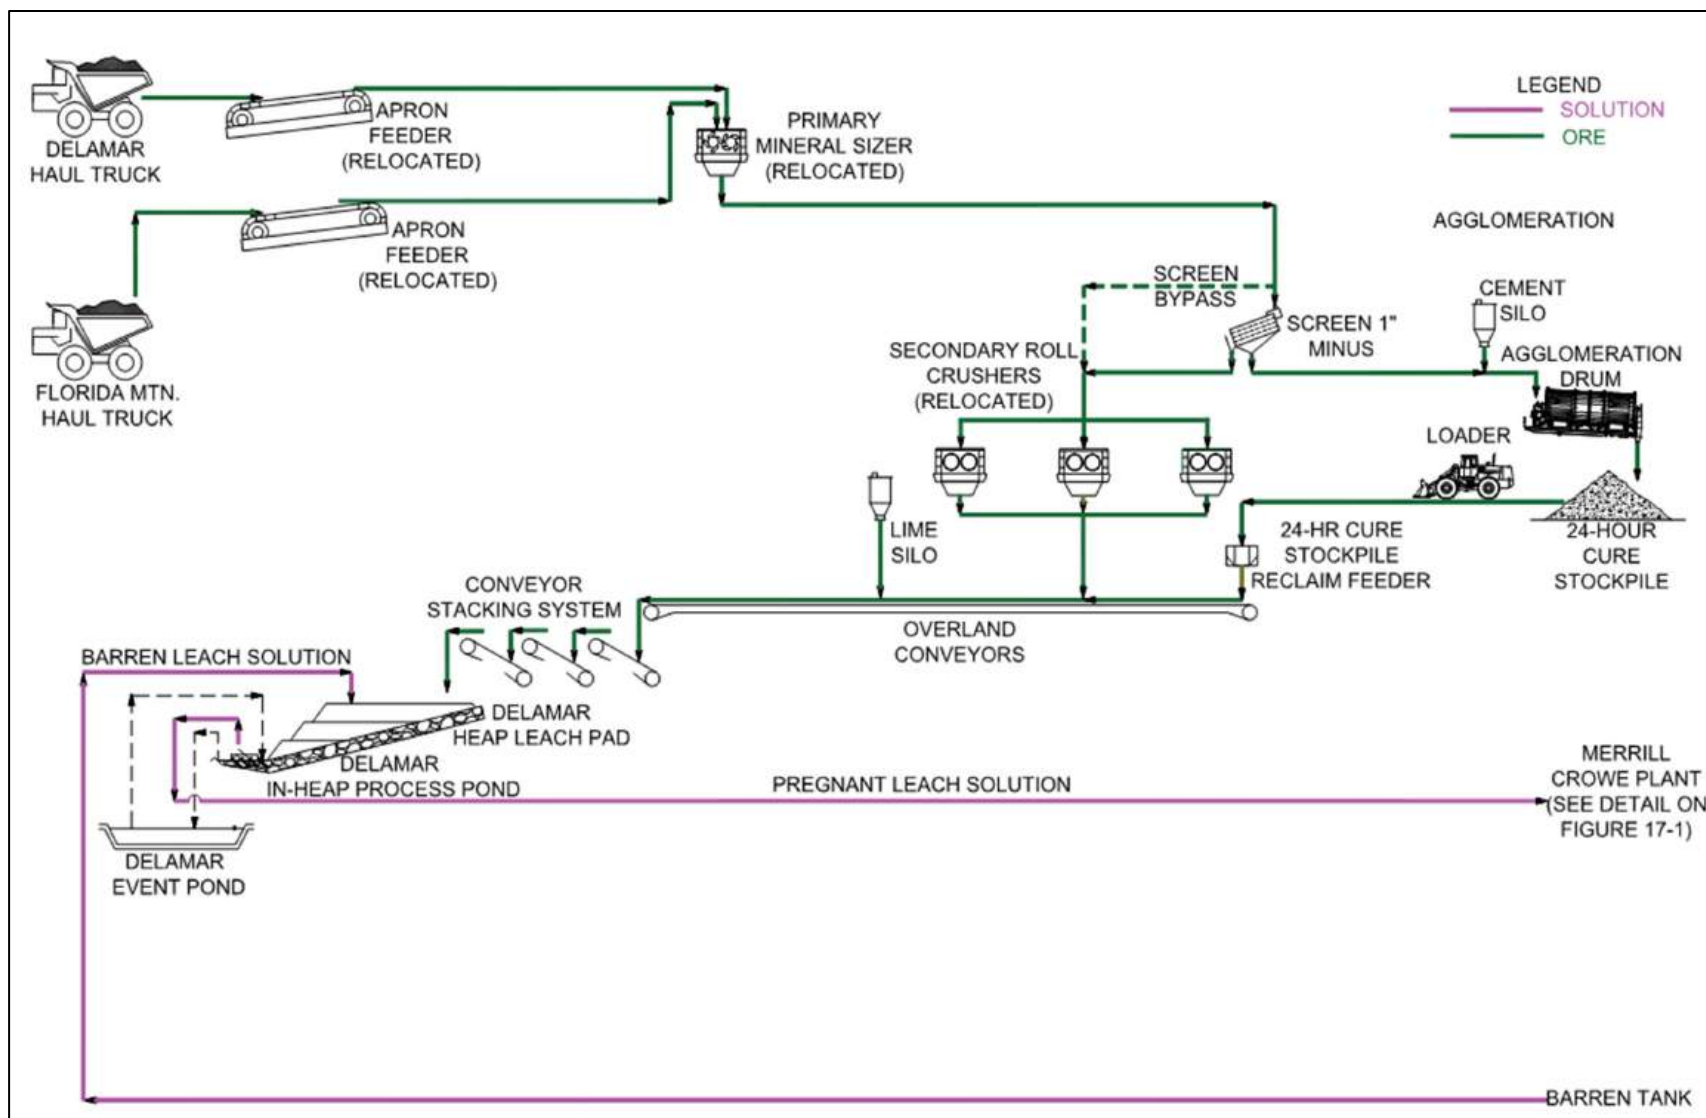 LEGEND
SOLUTION
ORE
DELAMAR
HAUL TRUCK
APRON
FEEDER
(RELOCATED)
PRIMARY
MINERAL SIZER
(RELOCATED)
APRON
FEEDER
(RELOCATED)
FLORIDA MTN.
HAUL TRUCK
AGGLOMERATION
SCREEN
BYPASS
SCREEN 1"
MINUS
CEMENT
SILO
AGGLOMERATION
DRUM
SECONDARY ROLL
CRUSHERS
(RELOCATED)
LOADER
24-HOUR
CURE
STOCKPILE
24-HR CURE
STOCKPILE
RECLAIM FEEDER
LIME
SILO
CONVEYOR
STACKING SYSTEM
OVERLAND
CONVEYORS
BARREN LEACH SOLUTION
DELAMAR
HEAP LEACH PAD
DELAMAR
IN-HEAP PROCESS POND
PREGNANT LEACH SOLUTION
MERRILL
CROWE PLANT
(SEE DETAIL ON
FIGURE 17-1)
DELAMAR
EVENT POND
BARREN TANK